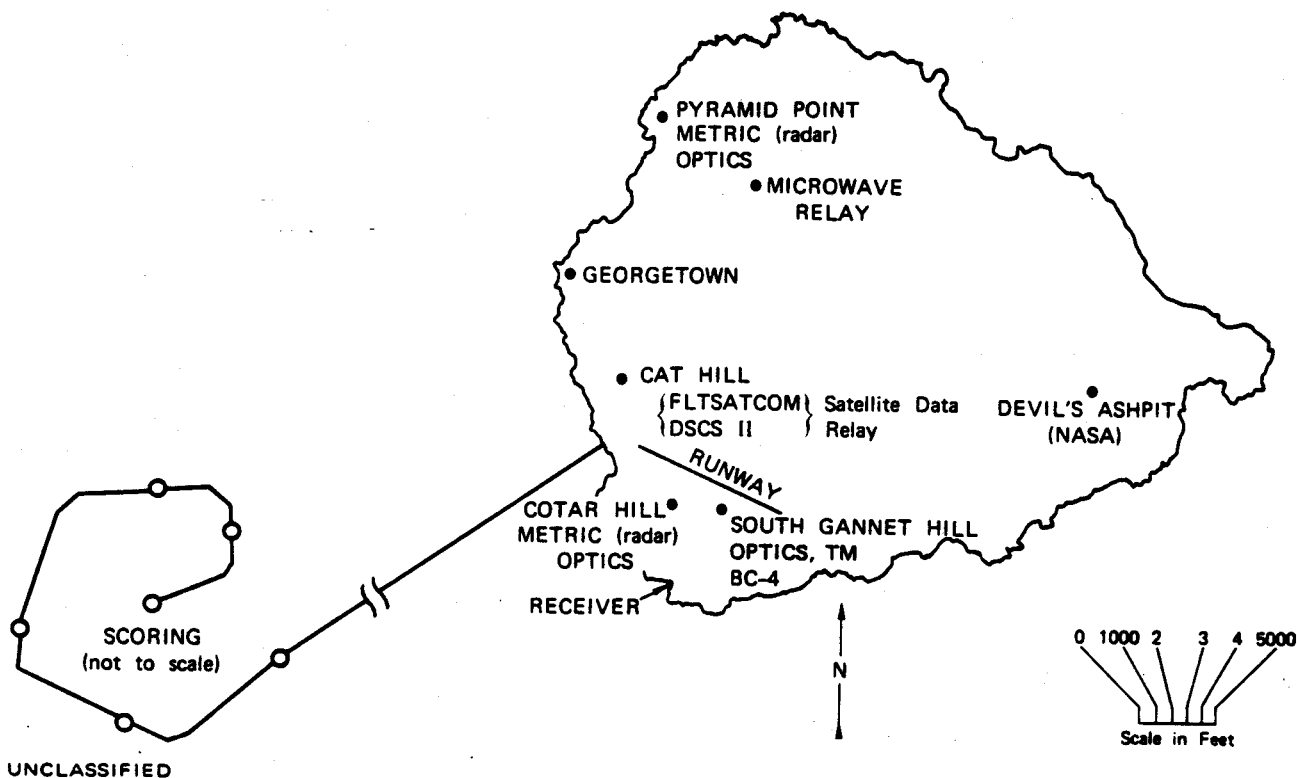 PYRAMID POINT
METRIC (radar)
OPTICS
MICROWAVE
RELAY
GEORGETOWN
CAT HILL
FLTSATCOM
DSCS II
Satellite Data
Relay
DEVIL'S ASHPIT
(NASA)
RUNWAY
COTAR HILL
METRIC (radar)
OPTICS
SOUTH GANNET HILL
OPTICS, TM
BC-4
RECEIVER
SCORING
(not to scale)
N
0 1000 2 3 4 5000
Scale in Feet
UNCLASSIFIED